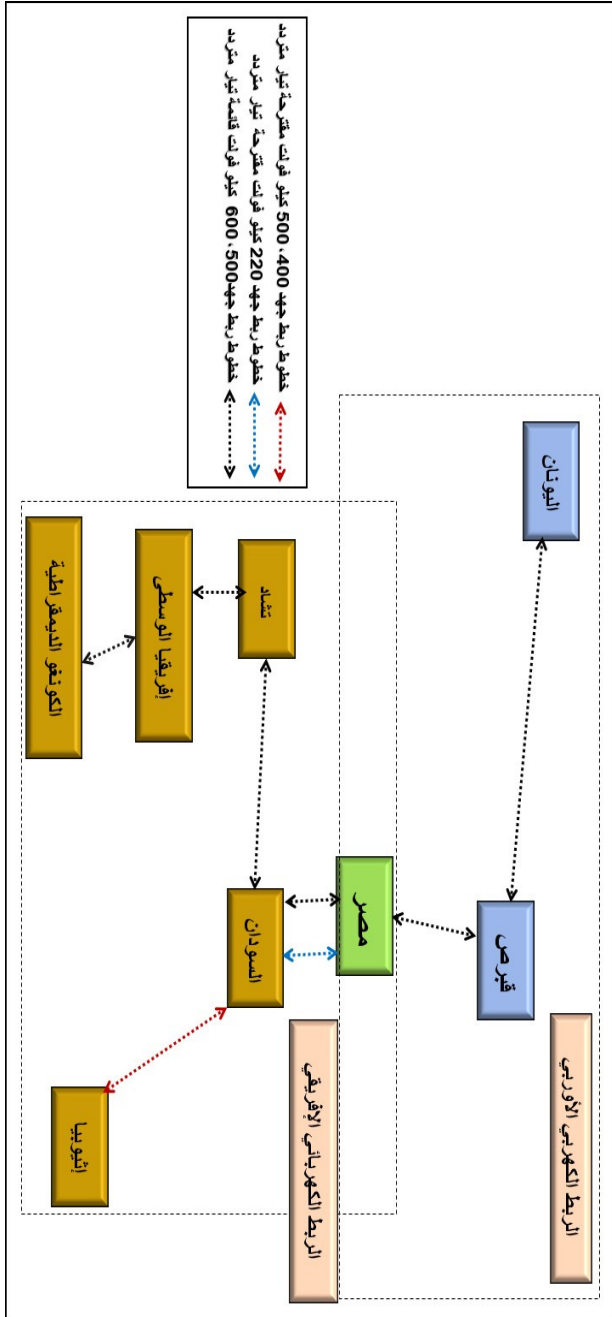 الربط الكهربي الأوربي
اليونان
قبرص
مصر
الربط الكهربائي الإفريقي
تشاد
السودان
إفريقيا الوسطى
إثيوبيا
الكونغو الديمقراطية
خطوط ربط جهد 400، 500 كيلو فولت مقترحة تيار متردد
خطوط ربط جهد 220 كيلو فولت مقترحة تيار متردد
خطوط ربط جهد 500، 600 كيلو فولت قائمة تيار متردد